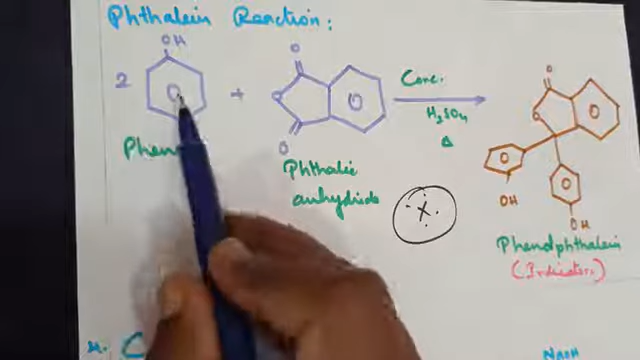 Phthalein Reaction:
OH
2
O
+
O
O
O
O
Conc.
H₂SO₄
Δ
O
O
O
O
OH
O
OH
Phthalic
anhydride
X
Phenolphthalein
(Indicator)
NaOH